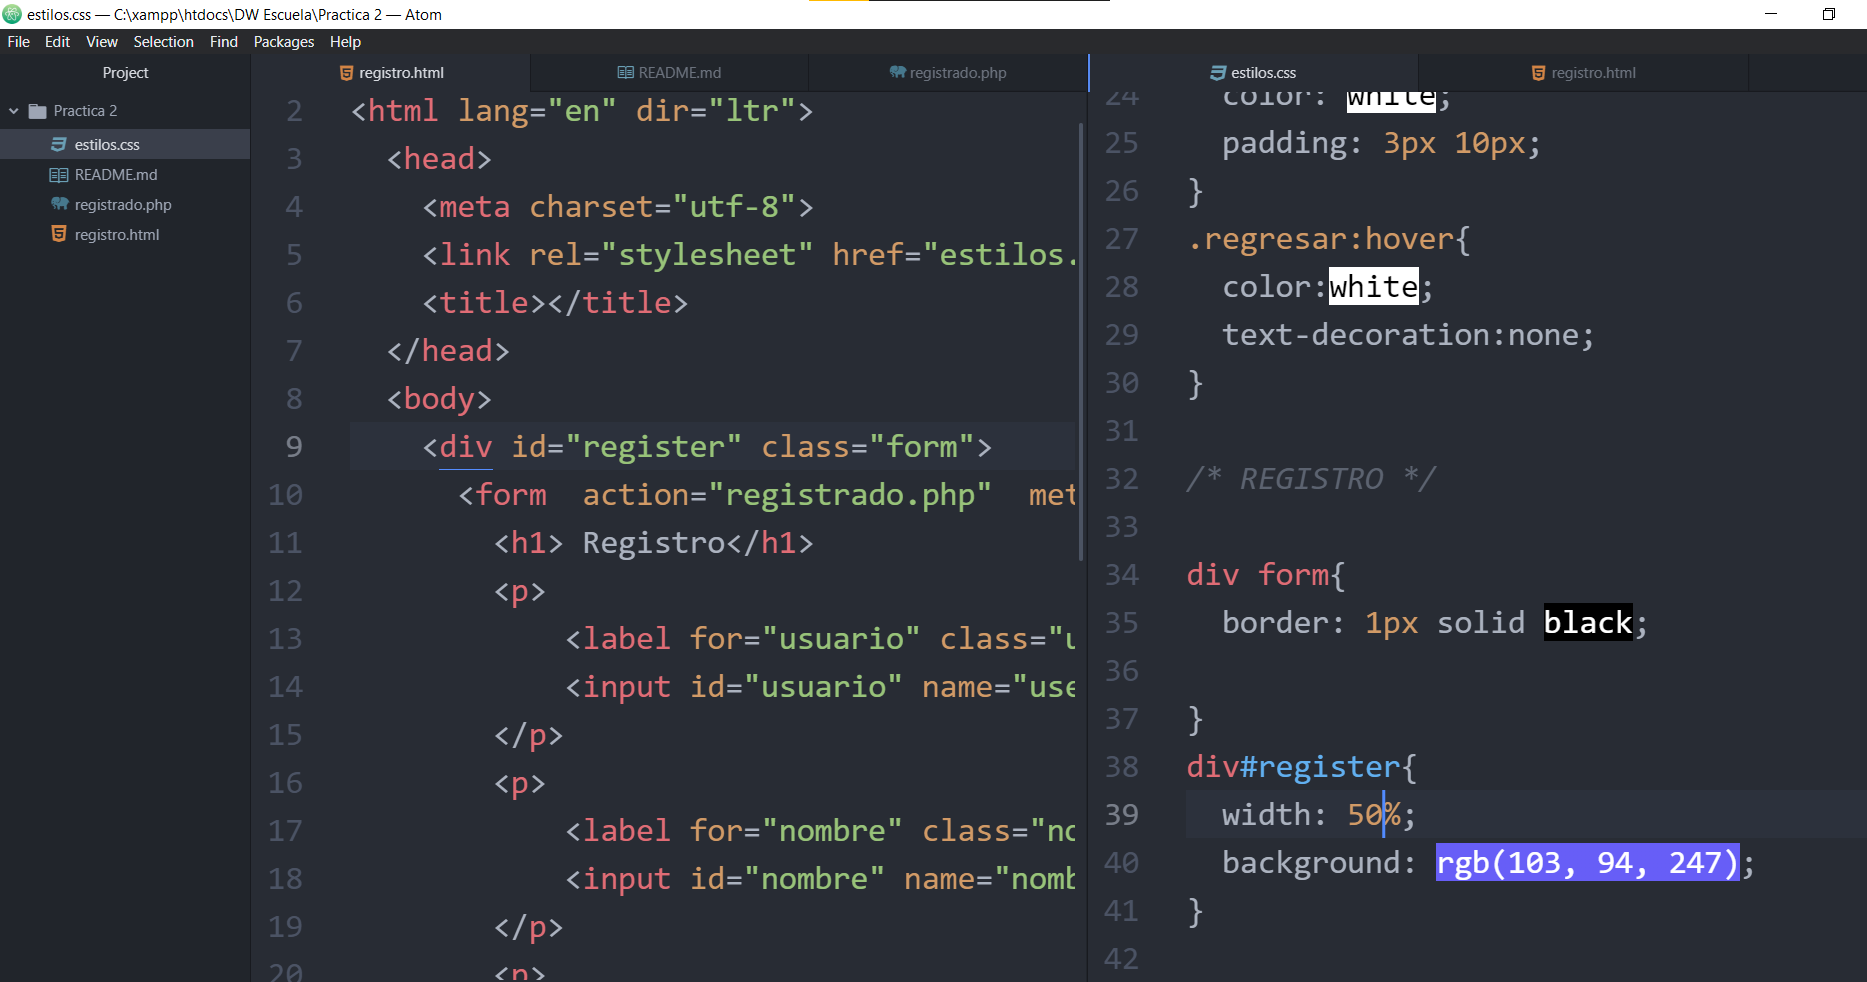 estilos.css — C:\xampp\htdocs\DW Escuela\Practica 2 — Atom
File Edit View Selection Find Packages Help
Project
Practica 2
estilos.css
README.md
registrado.php
registro.html
registro.html README.md registrado.php
2 <html lang="en" dir="ltr">
3 <head>
4 <meta charset="utf-8">
5 <link rel="stylesheet" href="estilos.
6 <title></title>
7 </head>
8 <body>
9 <div id="register" class="form">
10 <form  action="registrado.php"  met
11 <h1> Registro</h1>
12 <p>
13 <label for="usuario" class="u
14 <input id="usuario" name="use
15 </p>
16 <p>
17 <label for="nombre" class="no
18 <input id="nombre" name="nomb
19 </p>
20 <p>
estilos.css registro.html
24 color: white;
25 padding: 3px 10px;
26 }
27 .regresar:hover{
28 color:white;
29 text-decoration:none;
30 }
31
32 /* REGISTRO */
33
34 div form{
35 border: 1px solid black;
36
37 }
38 div#register{
39 width: 50%;
40 background: rgb(103, 94, 247);
41 }
42